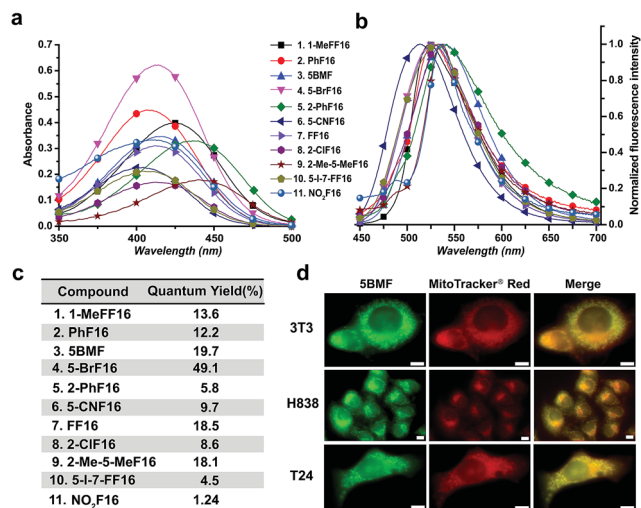 a
Absorbance
0.7
0.6
0.5
0.4
0.3
0.2
0.1
0.0
350 400 450 500
Wavelength (nm)
1. 1-MeFF16
2. PhF16
3. 5BMF
4. 5-BrF16
5. 2-PhF16
6. 5-CNF16
7. FF16
8. 2-ClF16
9. 2-Me-5-MeF16
10. 5-I-7-FF16
11. NO₂F16
b
1.0
0.8
0.6
0.4
0.2
0.0
Normalized fluorescence intensity
450 500 550 600 650 700
Wavelength (nm)
c
Compound Quantum Yield(%)
1. 1-MeFF16 13.6
2. PhF16 12.2
3. 5BMF 19.7
4. 5-BrF16 49.1
5. 2-PhF16 5.8
6. 5-CNF16 9.7
7. FF16 18.5
8. 2-ClF16 8.6
9. 2-Me-5-MeF16 18.1
10. 5-I-7-FF16 4.5
11. NO₂F16 1.24
d
5BMF MitoTracker® Red Merge
3T3
H838
T24